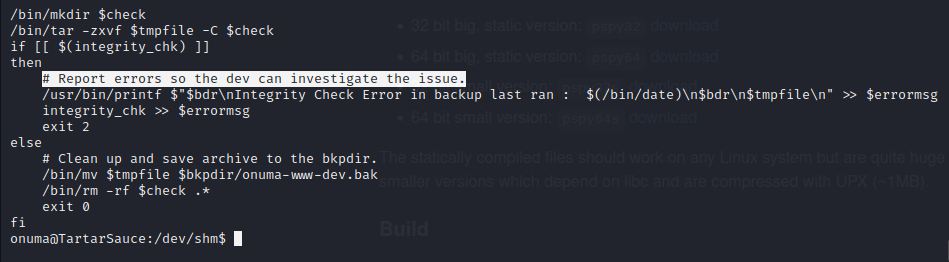 /bin/mkdir $check
/bin/tar -zxvf $tmpfile -C $check
if [[ $(integrity_chk) ]]
then
    # Report errors so the dev can investigate the issue.
    /usr/bin/printf $"$bdr\nIntegrity Check Error in backup last ran :  $(/bin/date)\n$bdr\n$tmpfile\n" >> $errormsg
    integrity_chk >> $errormsg
    exit 2
else
    # Clean up and save archive to the bkpdir.
    /bin/mv $tmpfile $bkpdir/onuma-www-dev.bak
    /bin/rm -rf $check .*
    exit 0
fi
onuma@TartarSauce:/dev/shm$
32 bit big, static version: pspy32 download
64 bit big, static version: pspy64 download
64 bit small version: pspy64s download
The statically compiled files should work on any Linux system but are quite huge
smaller versions which depend on libc and are compressed with UPX (~1MB).
Build